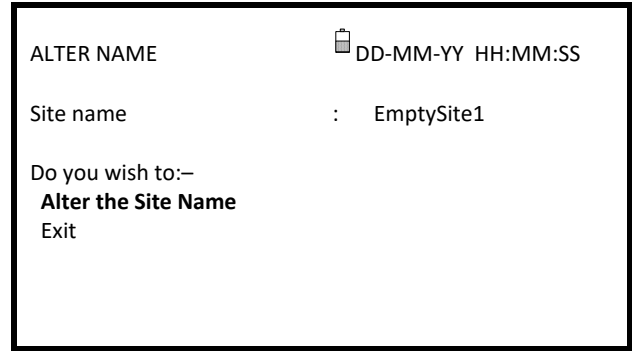 ALTER NAME DD-MM-YY HH:MM:SS
Site name : EmptySite1
Do you wish to:–
Alter the Site Name
Exit